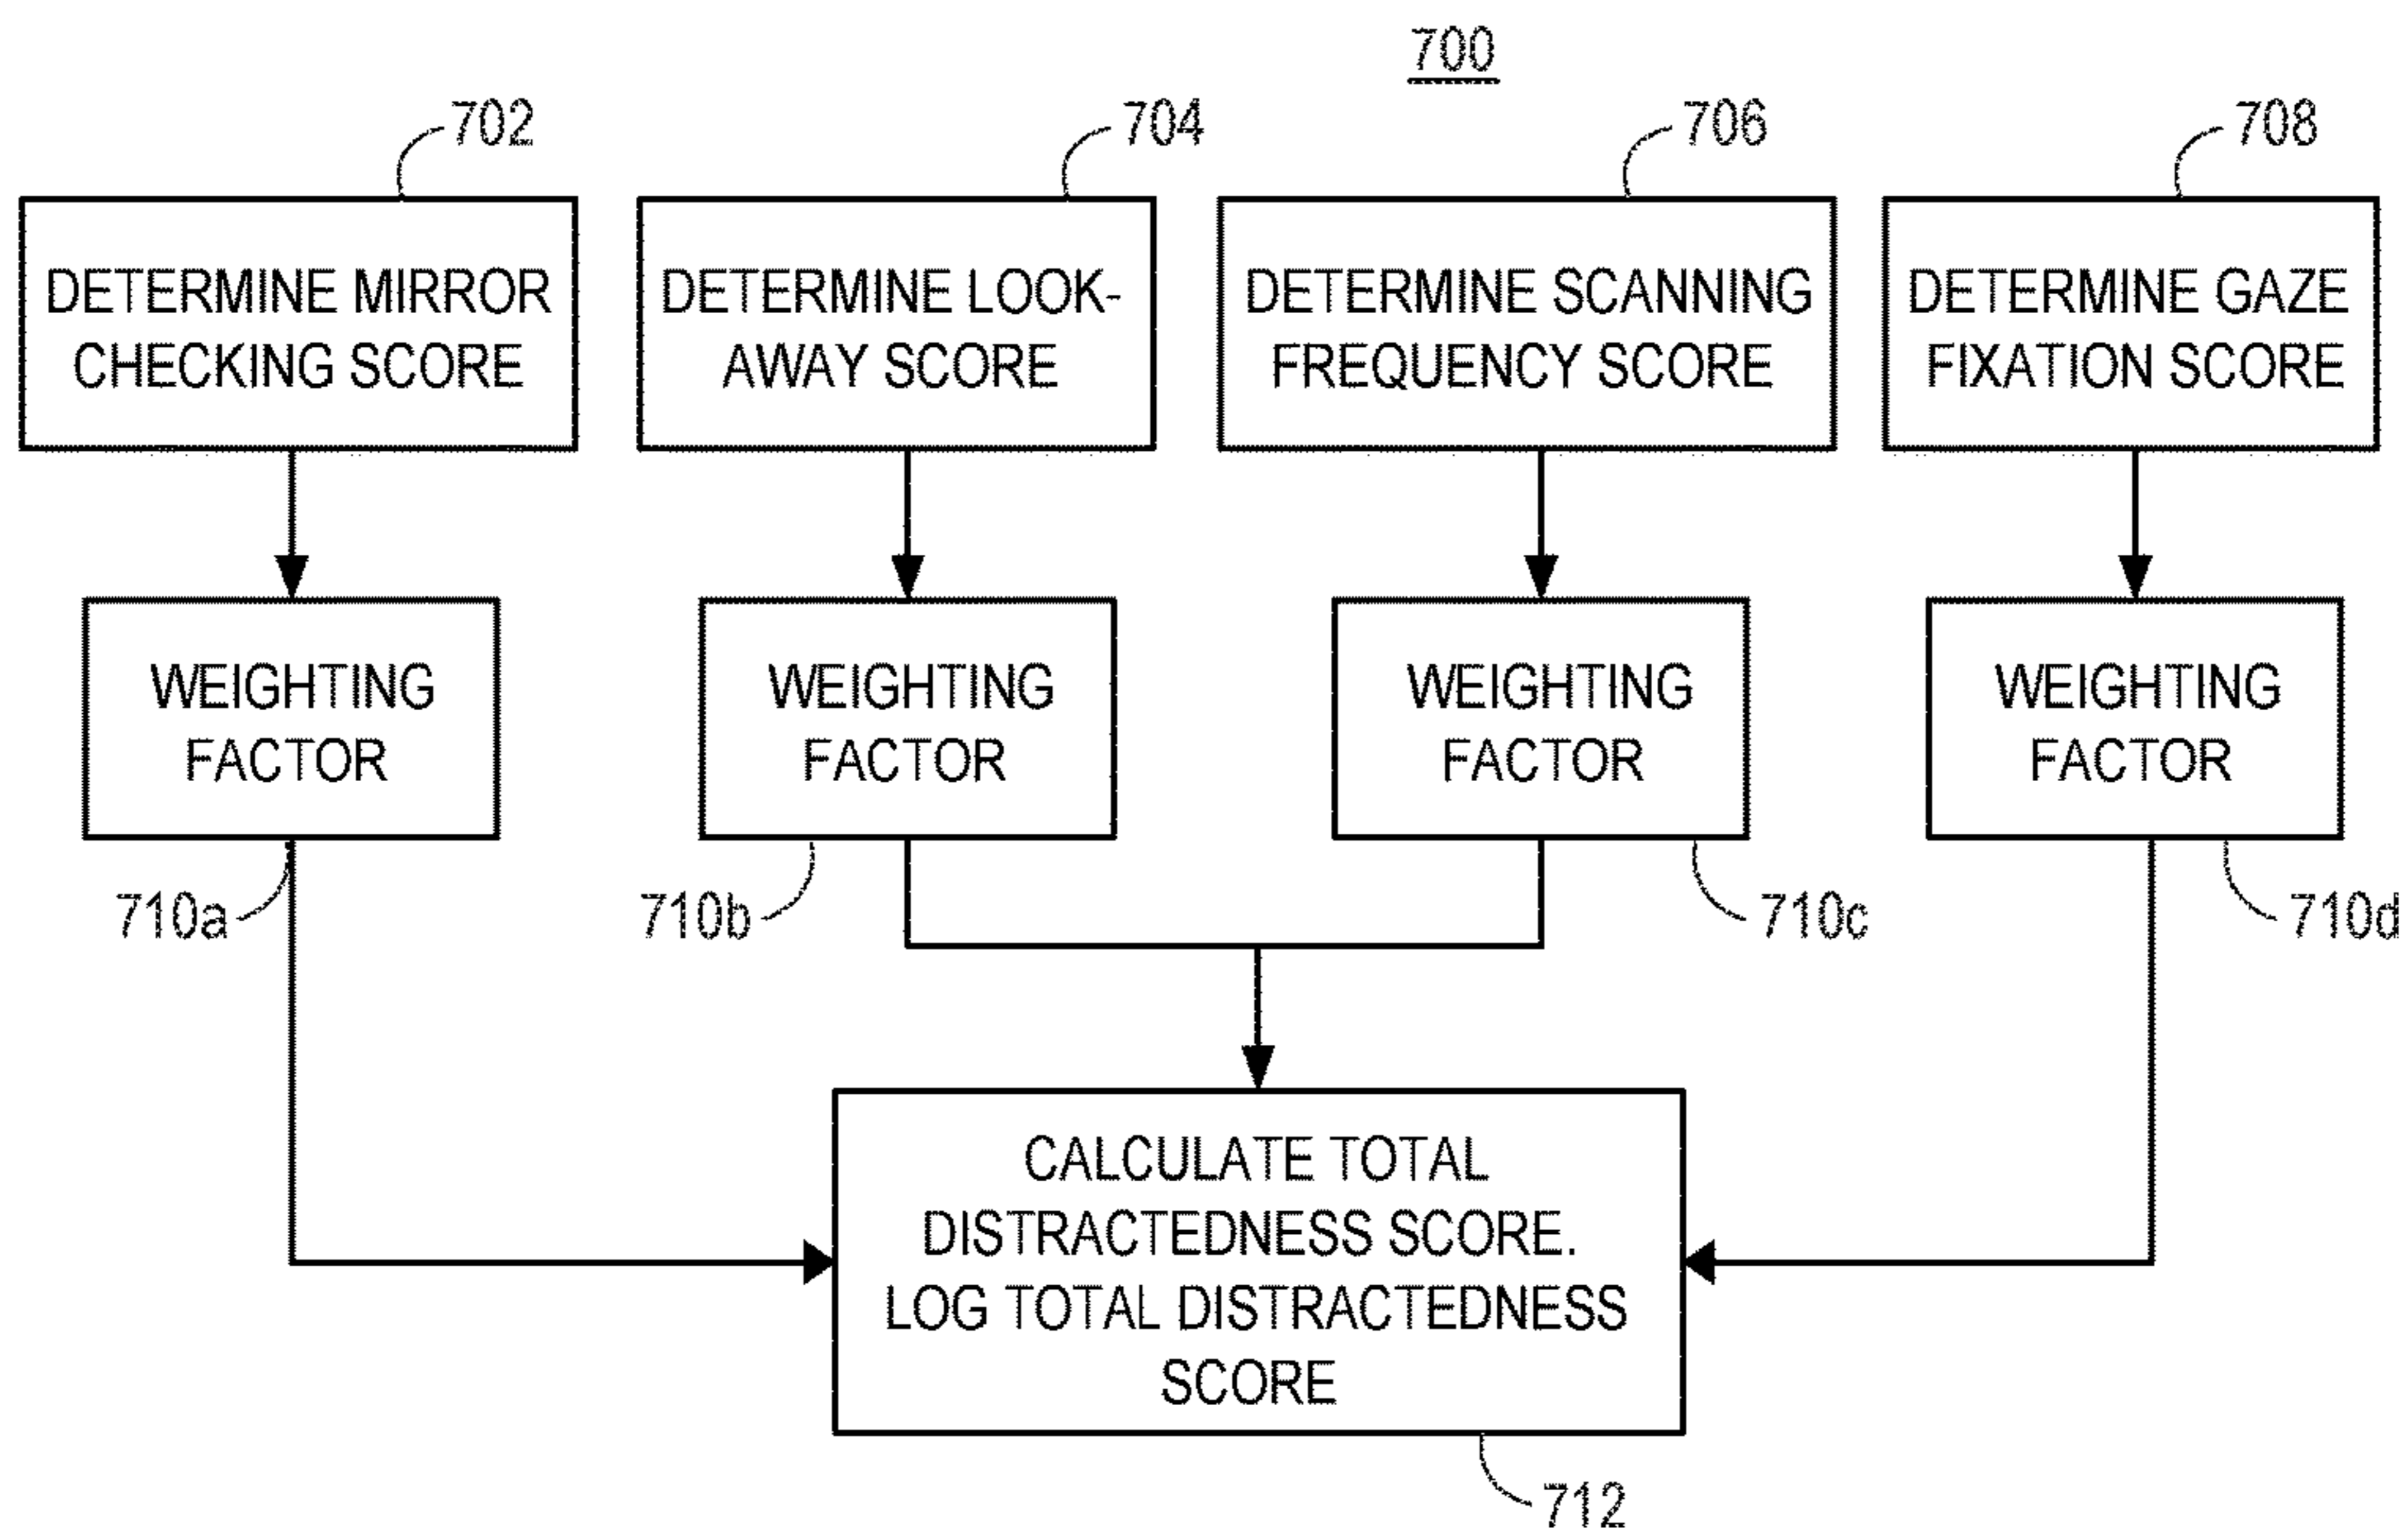 700
702
704
706
708
DETERMINE MIRROR
CHECKING SCORE
DETERMINE LOOK-
AWAY SCORE
DETERMINE SCANNING
FREQUENCY SCORE
DETERMINE GAZE
FIXATION SCORE
WEIGHTING
FACTOR
WEIGHTING
FACTOR
WEIGHTING
FACTOR
WEIGHTING
FACTOR
710a
710b
710c
710d
CALCULATE TOTAL
DISTRACTEDNESS SCORE.
LOG TOTAL DISTRACTEDNESS
SCORE
712